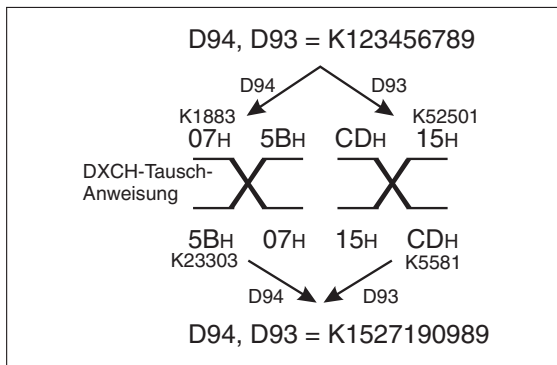 D94, D93 = K123456789
D94 D93
K1883 K52501
07H 5BH CDH 15H
DXCH-Tausch-
Anweisung
5BH 07H 15H CDH
K23303 K5581
D94 D93
D94, D93 = K1527190989